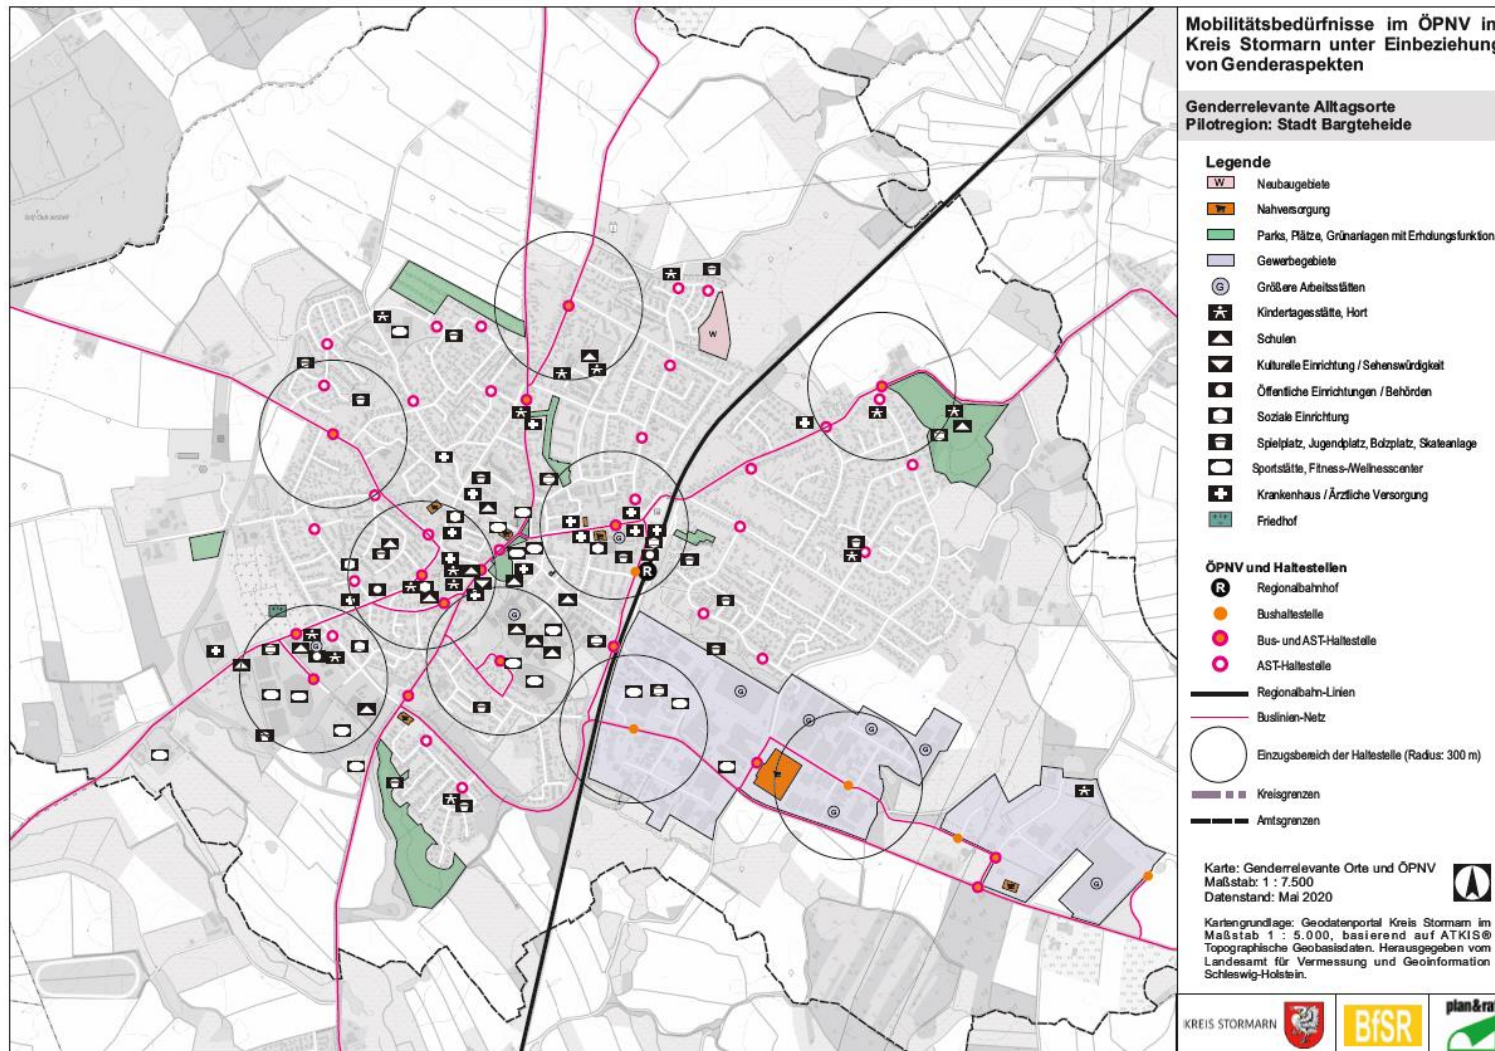 Mobilitätsbedürfnisse im ÖPNV im
Kreis Stormarn unter Einbeziehung
von Genderaspekten
Genderrelevante Alltagsorte
Pilotregion: Stadt Bargteheide
Legende
W Neubaugebiete
Nahversorgung
Parks, Plätze, Grünanlagen mit Erholungsfunktion
Gewerbegebiete
G Größere Arbeitsstätten
Kindertagesstätte, Hort
Schulen
Kulturelle Einrichtung / Sehenswürdigkeit
Öffentliche Einrichtungen / Behörden
Soziale Einrichtung
Spielplatz, Jugendplatz, Bolzplatz, Skateanlage
Sportstätte, Fitness-/Wellnesscenter
Krankenhaus / Ärztliche Versorgung
Friedhof
ÖPNV und Haltestellen
R Regionalbahnhof
Bushaltestelle
Bus- und AST-Haltestelle
AST-Haltestelle
Regionalbahn-Linien
Buslinien-Netz
Einzugsbereich der Haltestelle (Radius: 300 m)
Kreisgrenzen
Amtsgrenzen
Karte: Genderrelevante Orte und ÖPNV
Maßstab: 1 : 7.500
Datenstand: Mai 2020
Kartengrundlage: Geodatenportal Kreis Stormarn im
Maßstab 1 : 5.000, basierend auf ATKIS®
Topographische Geobasisdaten. Herausgegeben vom
Landesamt für Vermessung und Geoinformation
Schleswig-Holstein.
KREIS STORMARN
BfSR
plan&ra
W
R
G
G
G
G
G
G
G
G
G